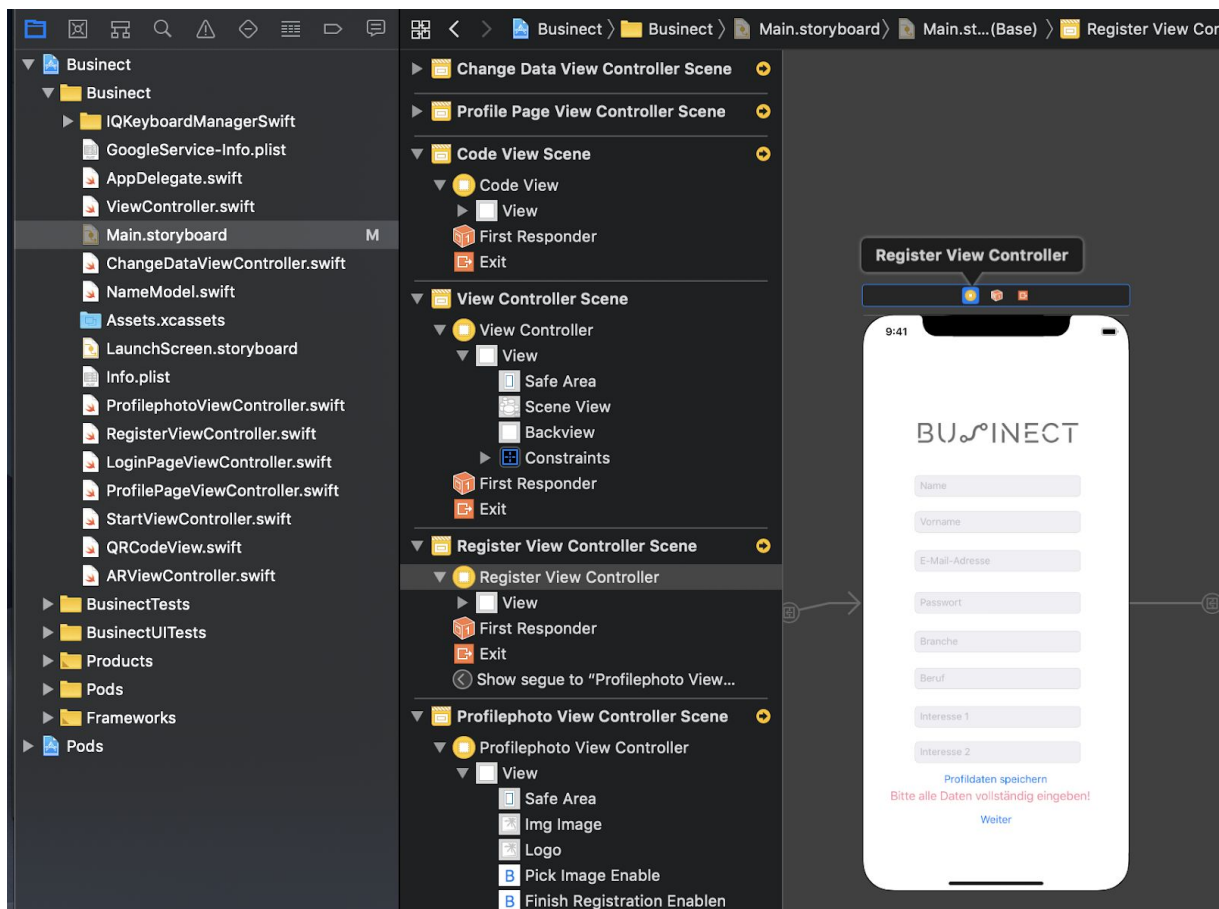 Businect 〉 Businect 〉 Main.storyboard 〉 Main.st...(Base) 〉 Register View Con
Businect
Businect
IQKeyboardManagerSwift
GoogleService-Info.plist
AppDelegate.swift
ViewController.swift
Main.storyboard M
ChangeDataViewController.swift
NameModel.swift
Assets.xcassets
LaunchScreen.storyboard
Info.plist
ProfilephotoViewController.swift
RegisterViewController.swift
LoginPageViewController.swift
ProfilePageViewController.swift
StartViewController.swift
QRCodeView.swift
ARViewController.swift
BusinectTests
BusinectUITests
Products
Pods
Frameworks
Pods
Change Data View Controller Scene
Profile Page View Controller Scene
Code View Scene
Code View
View
First Responder
Exit
View Controller Scene
View Controller
View
Safe Area
Scene View
Backview
Constraints
First Responder
Exit
Register View Controller Scene
Register View Controller
View
First Responder
Exit
Show segue to “Profilephoto View...
Profilephoto View Controller Scene
Profilephoto View Controller
View
Safe Area
Img Image
Logo
B Pick Image Enable
B Finish Registration Enablen
Register View Controller
9:41
BUSINECT
Name
Vorname
E-Mail-Adresse
Passwort
Branche
Beruf
Interesse 1
Interesse 2
Profildaten speichern
Bitte alle Daten vollständig eingeben!
Weiter